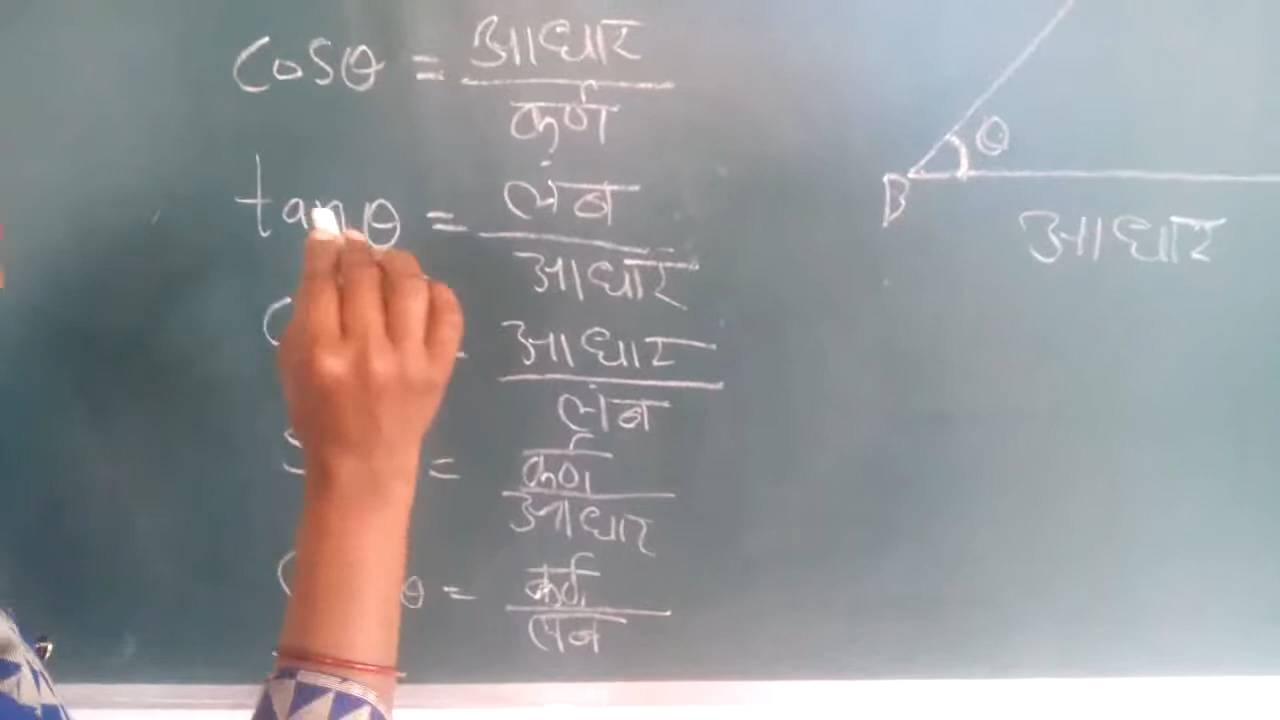 cosθ = आधार
कर्ण
tanθ = लंब
आधार
= आधार
लंब
= कर्ण
आधार
θ = कर्ण
लंब
θ
B
आधार